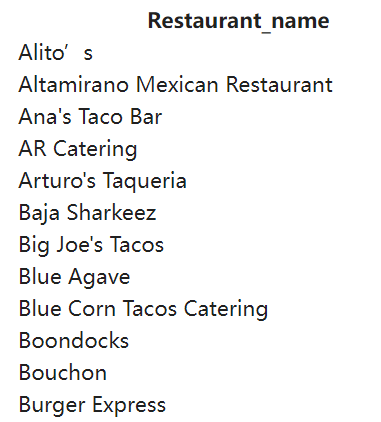 Restaurant_name
Alito’s
Altamirano Mexican Restaurant
Ana's Taco Bar
AR Catering
Arturo's Taqueria
Baja Sharkeez
Big Joe's Tacos
Blue Agave
Blue Corn Tacos Catering
Boondocks
Bouchon
Burger Express